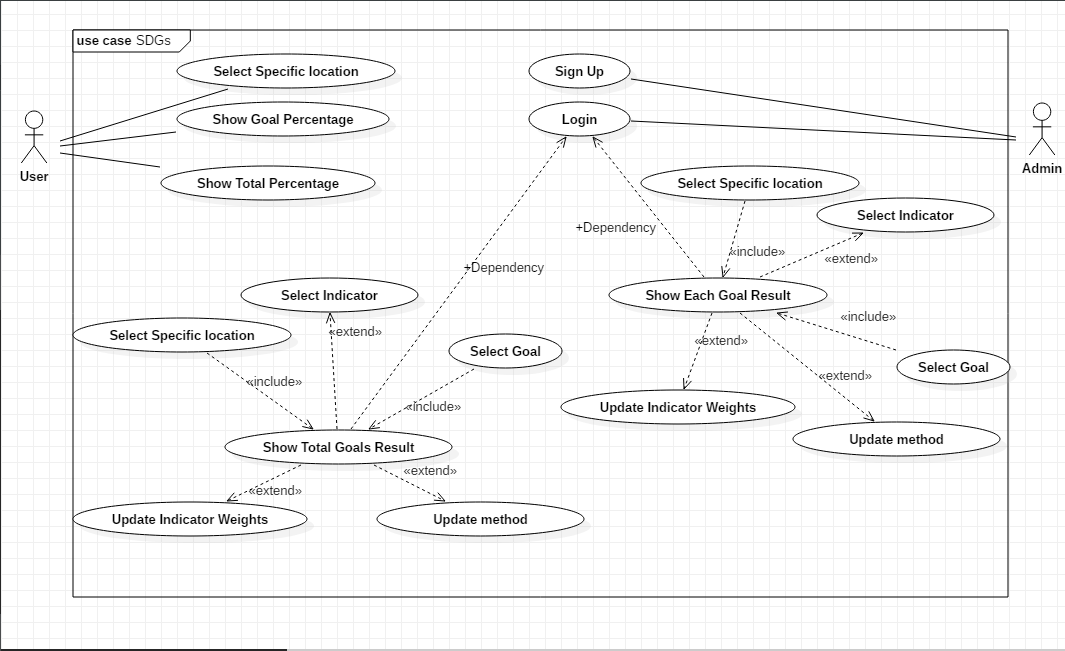 use case SDGs
Select Specific location
Sign Up
Show Goal Percentage
Login
User
Admin
Show Total Percentage
Select Specific location
Select Indicator
+Dependency
«include»
«extend»
+Dependency
Select Indicator
Show Each Goal Result
«include»
Select Specific location
«extend»
«extend»
Select Goal
Select Goal
«extend»
«include»
«include»
Update Indicator Weights
Update method
Show Total Goals Result
«extend»
«extend»
Update Indicator Weights
Update method